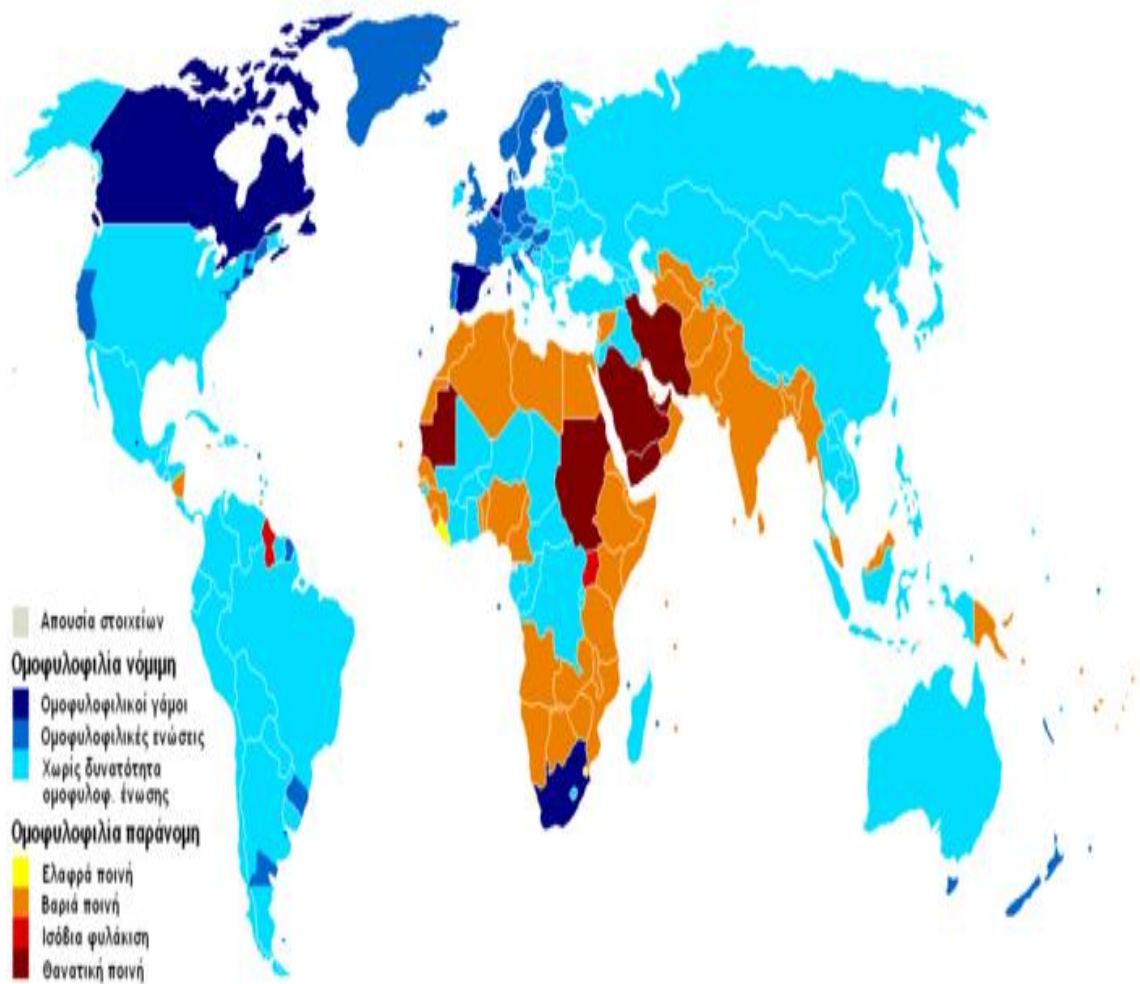 Απουσία στοιχείων
Ομοφυλοφιλία νόμιμη
Ομοφυλοφιλικοί γάμοι
Ομοφυλοφιλικές ενώσεις
Χωρίς δυνατότητα
ομοφυλοφ. ένωσης
Ομοφυλοφιλία παράνομη
Ελαφρά ποινή
Βαριά ποινή
Ισόβια φυλάκιση
Θανατική ποινή